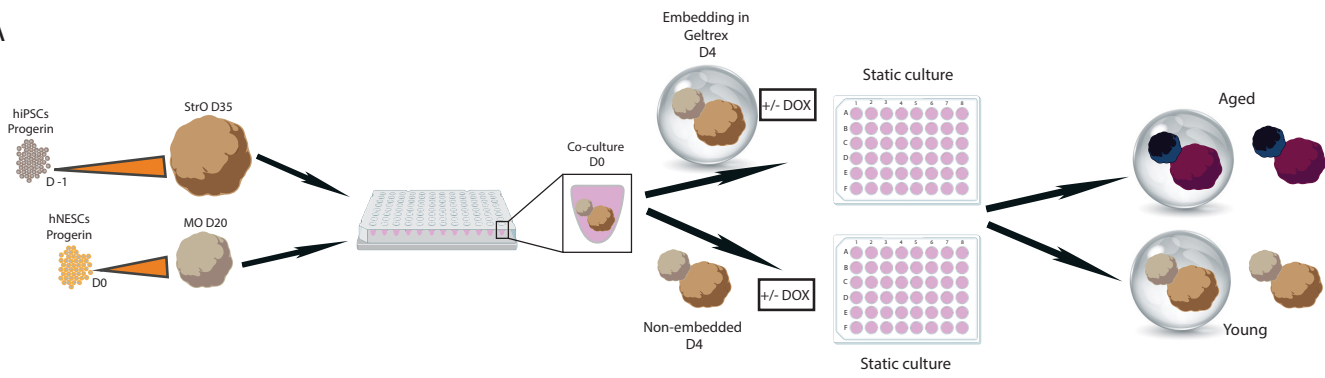 A
hiPSCs
Progerin
D -1
StrO D35
hNESCs
Progerin
D0
MO D20
Co-culture
D0
Embedding in
Geltrex
D4
+/- DOX
Non-embedded
D4
+/- DOX
Static culture
1 2 3 4 5 6 7 8
A
B
C
D
E
F
1 2 3 4 5 6 7 8
A
B
C
D
E
F
Static culture
Aged
Young